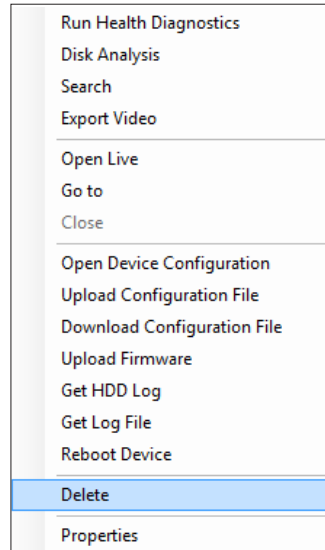 Run Health Diagnostics
Disk Analysis
Search
Export Video
Open Live
Go to
Close
Open Device Configuration
Upload Configuration File
Download Configuration File
Upload Firmware
Get HDD Log
Get Log File
Reboot Device
Delete
Properties